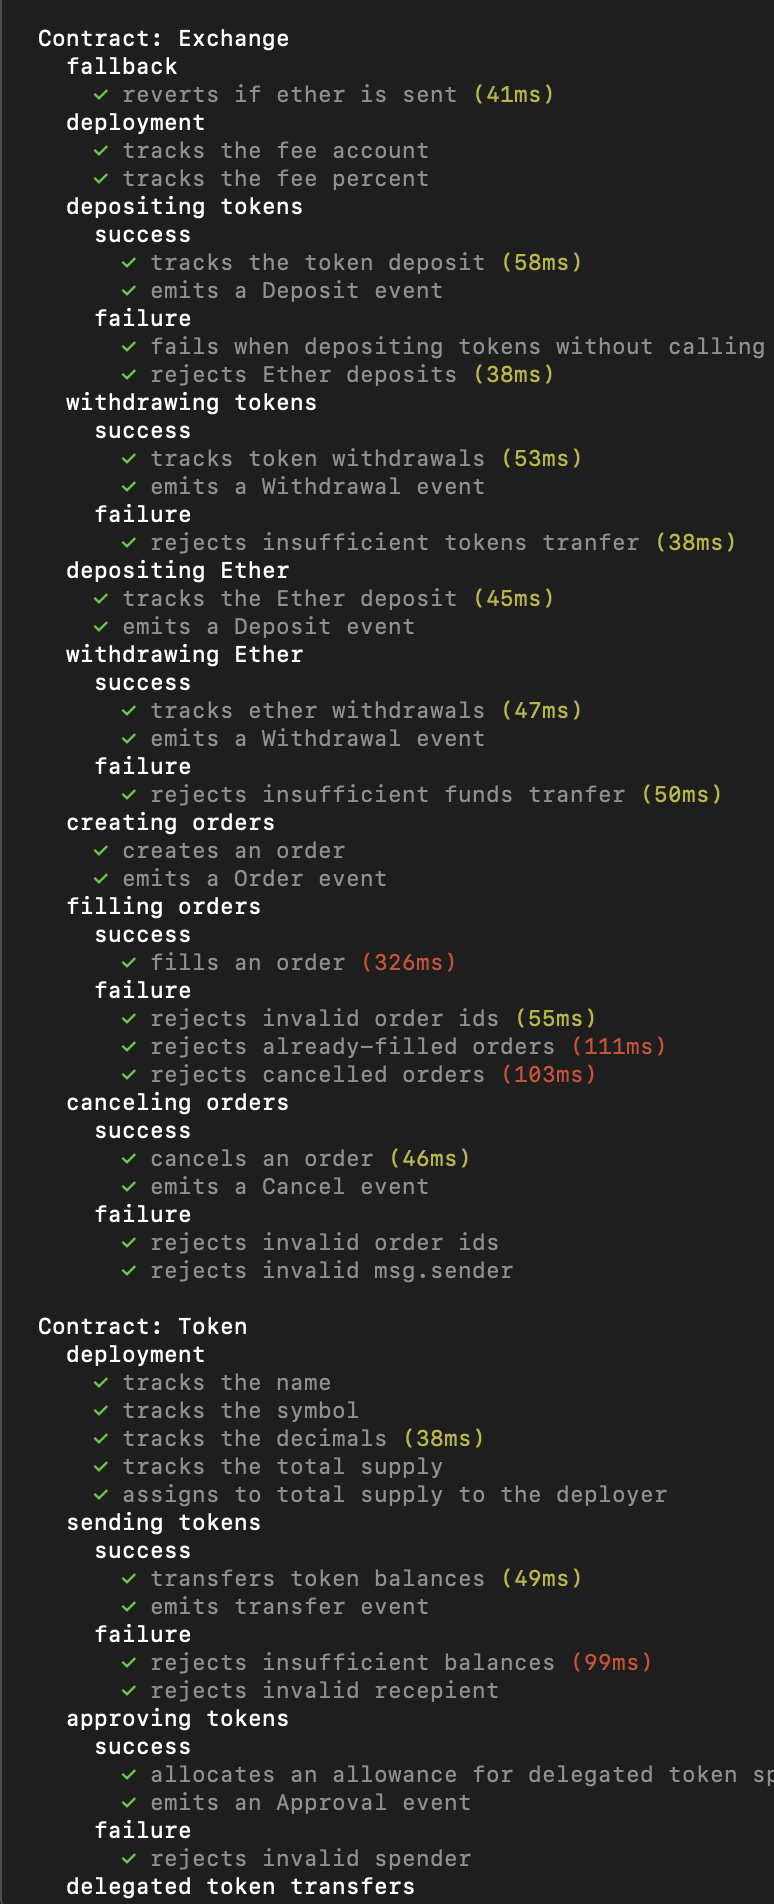 Contract: Exchange
fallback
✓ reverts if ether is sent (41ms)
deployment
✓ tracks the fee account
✓ tracks the fee percent
depositing tokens
success
✓ tracks the token deposit (58ms)
✓ emits a Deposit event
failure
✓ fails when depositing tokens without calling
✓ rejects Ether deposits (38ms)
withdrawing tokens
success
✓ tracks token withdrawals (53ms)
✓ emits a Withdrawal event
failure
✓ rejects insufficient tokens tranfer (38ms)
depositing Ether
✓ tracks the Ether deposit (45ms)
✓ emits a Deposit event
withdrawing Ether
success
✓ tracks ether withdrawals (47ms)
✓ emits a Withdrawal event
failure
✓ rejects insufficient funds tranfer (50ms)
creating orders
✓ creates an order
✓ emits a Order event
filling orders
success
✓ fills an order (326ms)
failure
✓ rejects invalid order ids (55ms)
✓ rejects already-filled orders (111ms)
✓ rejects cancelled orders (103ms)
canceling orders
success
✓ cancels an order (46ms)
✓ emits a Cancel event
failure
✓ rejects invalid order ids
✓ rejects invalid msg.sender
Contract: Token
deployment
✓ tracks the name
✓ tracks the symbol
✓ tracks the decimals (38ms)
✓ tracks the total supply
✓ assigns to total supply to the deployer
sending tokens
success
✓ transfers token balances (49ms)
✓ emits transfer event
failure
✓ rejects insufficient balances (99ms)
✓ rejects invalid recepient
approving tokens
success
✓ allocates an allowance for delegated token sp
✓ emits an Approval event
failure
✓ rejects invalid spender
delegated token transfers